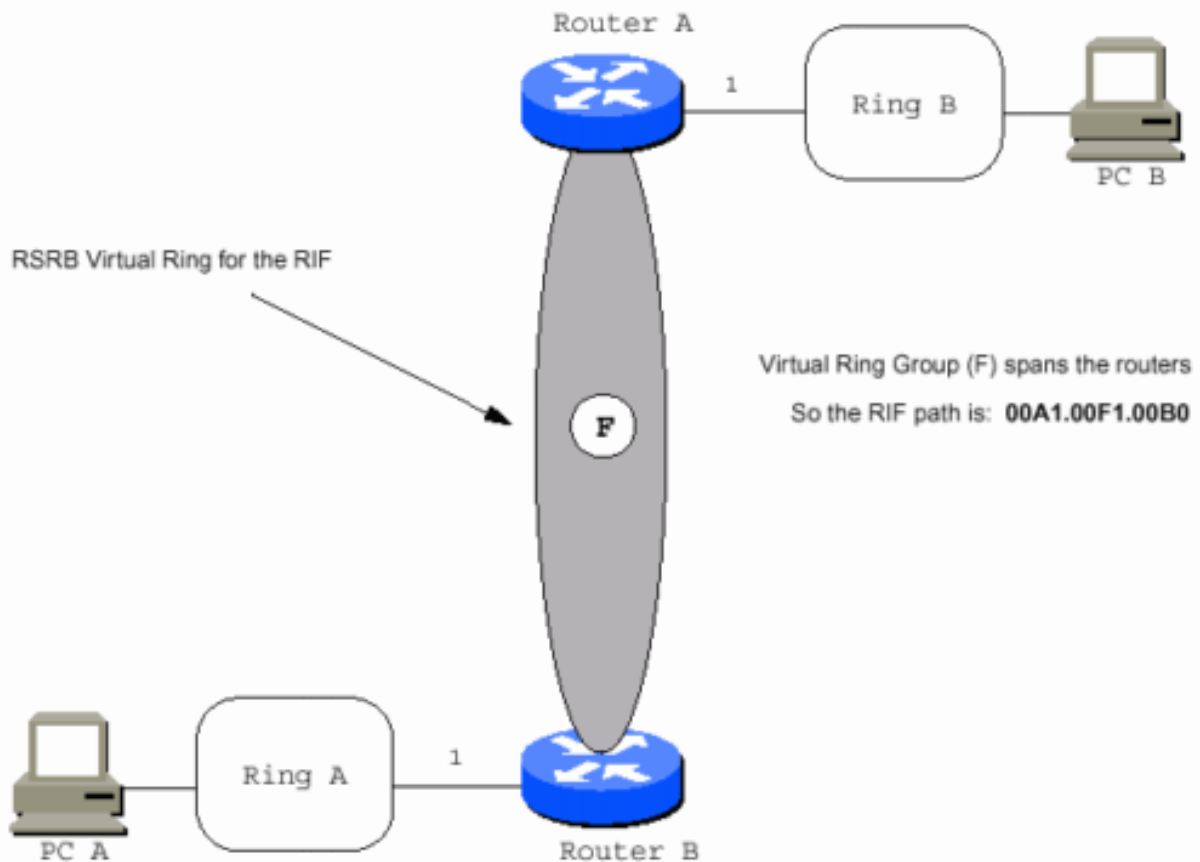 Router A
1
Ring B
PC B
RSRB Virtual Ring for the RIF
Virtual Ring Group (F) spans the routers
So the RIF path is: 00A1.00F1.00B0
F
Ring A
1
PC A
Router B